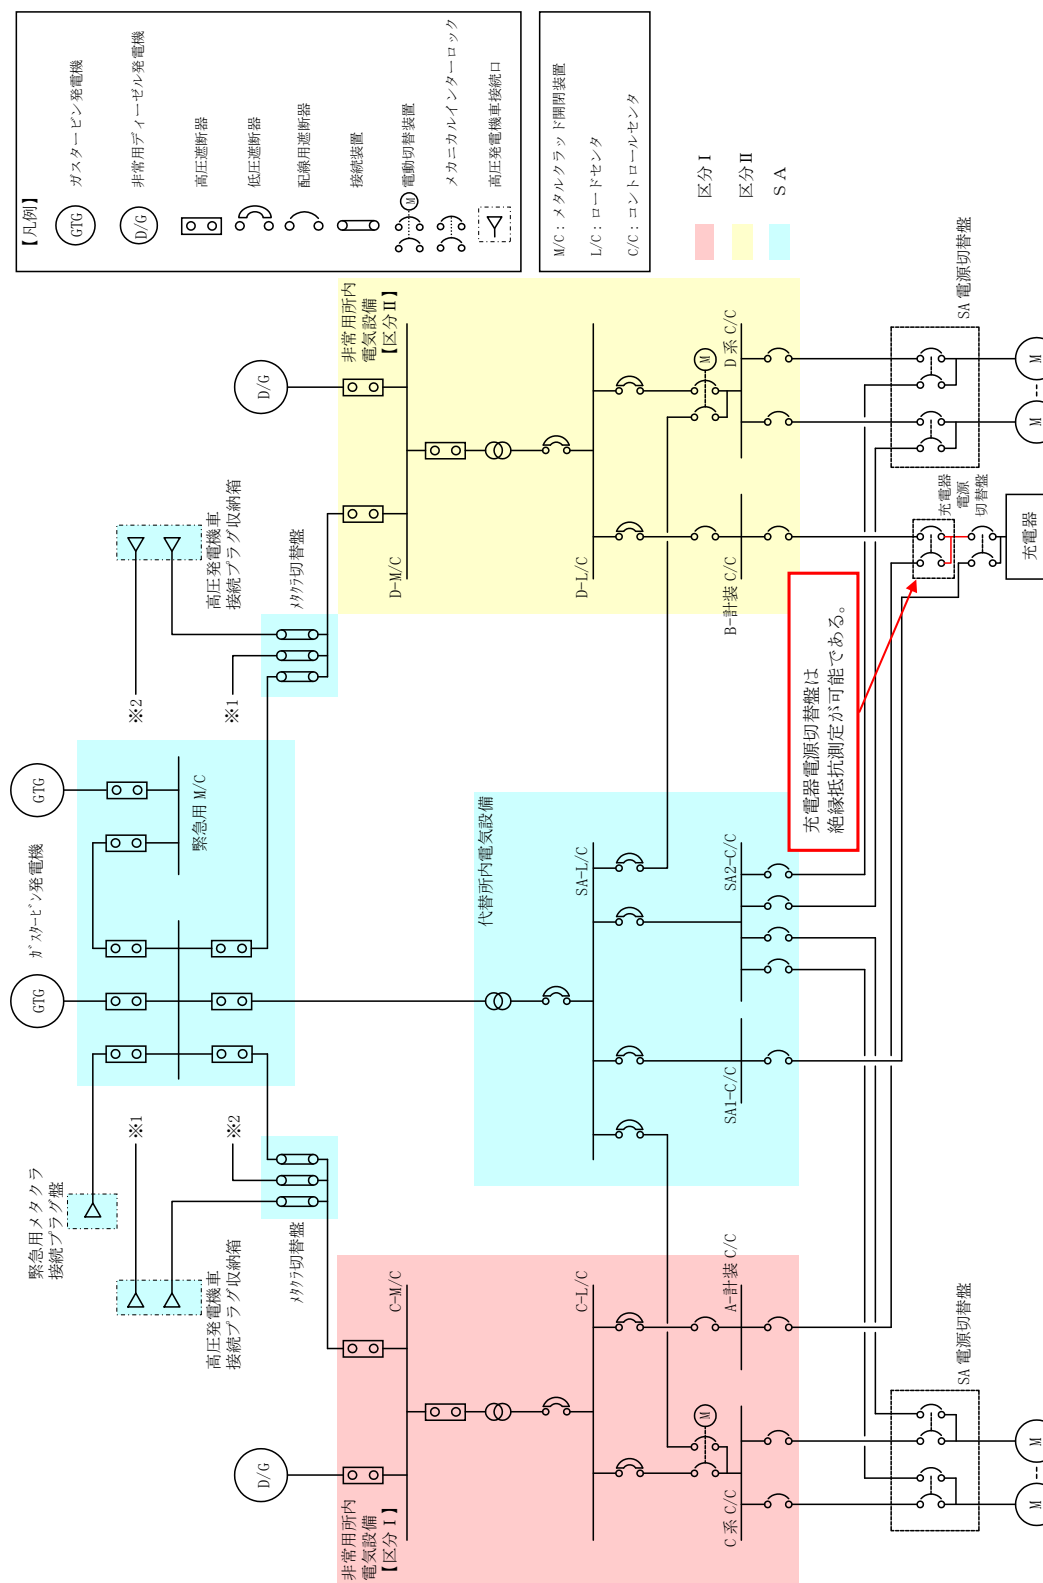 【凡例】
GTG
ガスタービン発電機
D/G
非常用ディーゼル発電機
高圧遮断器
低圧遮断器
配線用遮断器
接続装置
M
電動切替装置
メカニカルインターロック
高圧発電機車接続口
M/C：メタルクラッド開閉装置
L/C：ロードセンタ
C/C：コントロールセンタ
区分Ⅰ
区分Ⅱ
ＳＡ
GTG
ｶﾞｽﾀｰﾋﾞﾝ発電機
GTG
緊急用 M/C
緊急用メタクラ
接続プラグ盤
※1
※2
高圧発電機車
接続プラグ収納箱
ﾒﾀｸﾗ切替盤
高圧発電機車
接続プラグ収納箱
※2
※1
ﾒﾀｸﾗ切替盤
D/G
非常用所内
電気設備
【区分Ⅰ】
C-M/C
C-L/C
M
C系 C/C
A-計装 C/C
代替所内電気設備
SA-L/C
SA1-C/C
SA2-C/C
D/G
非常用所内
電気設備
【区分Ⅱ】
D-M/C
D-L/C
M
D系 C/C
B-計装 C/C
充電器電源切替盤は
絶縁抵抗測定が可能である。
SA 電源切替盤
M
M
充電器
電源
切替盤
充電器
SA 電源切替盤
M
M